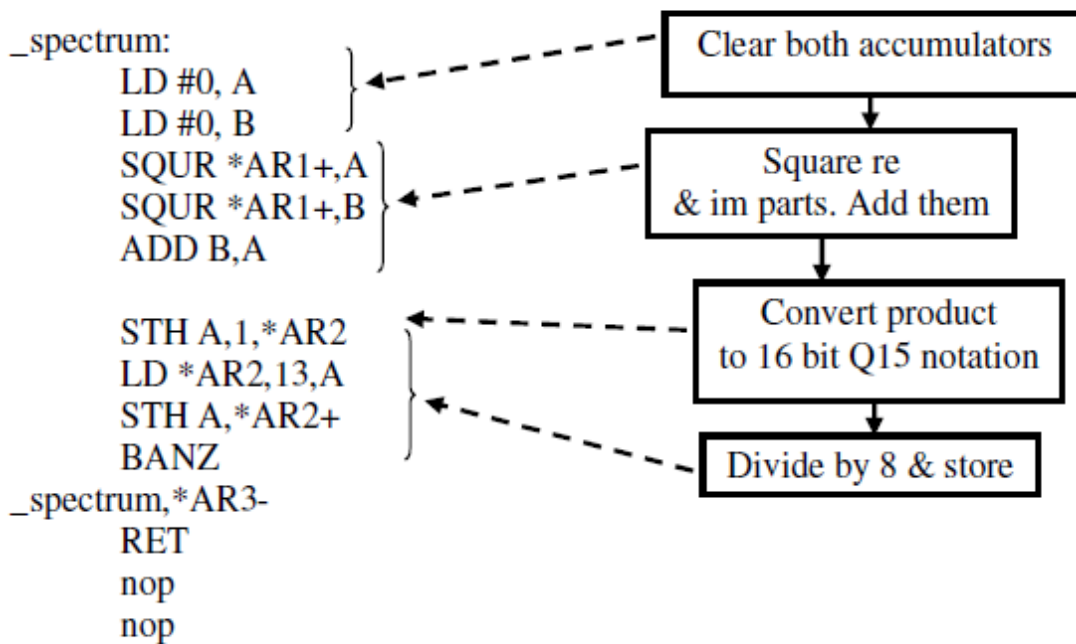 _spectrum:
LD #0, A
LD #0, B
SQUR *AR1+,A
SQUR *AR1+,B
ADD B,A
STH A,1,*AR2
LD *AR2,13,A
STH A,*AR2+
BANZ
_spectrum,*AR3-
RET
nop
nop
Clear both accumulators
Square re
& im parts. Add them
Convert product
to 16 bit Q15 notation
Divide by 8 & store